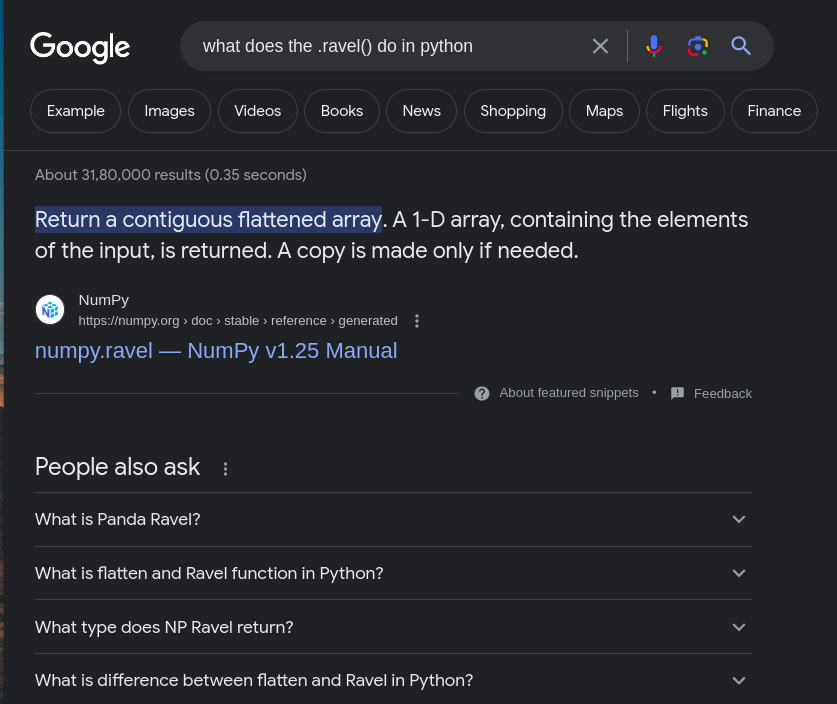 Google
what does the .ravel() do in python
Example Images Videos Books News Shopping Maps Flights Finance
About 31,80,000 results (0.35 seconds)
Return a contiguous flattened array. A 1-D array, containing the elements
of the input, is returned. A copy is made only if needed.
NumPy
https://numpy.org › doc › stable › reference › generated
numpy.ravel — NumPy v1.25 Manual
About featured snippets • Feedback
People also ask
What is Panda Ravel?
What is flatten and Ravel function in Python?
What type does NP Ravel return?
What is difference between flatten and Ravel in Python?